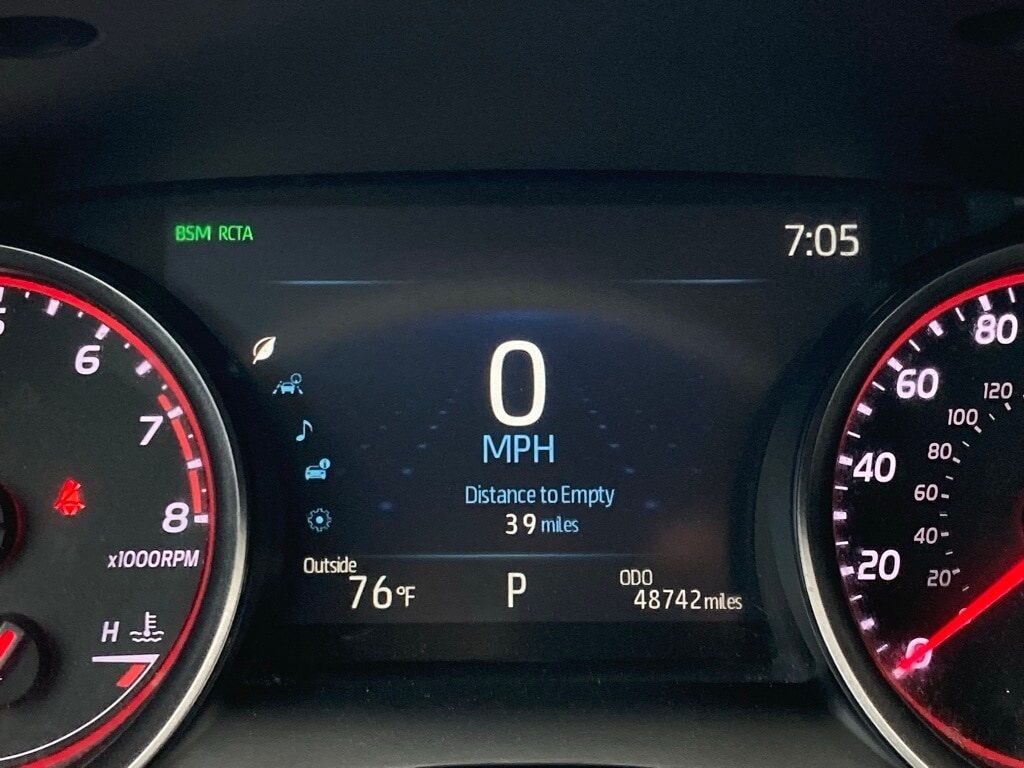 BSM RCTA
7:05
0
MPH
Distance to Empty
39 miles
Outside
76°F
P
ODO
48742 miles
6
7
8
x1000RPM
H
80
60
40
20
0
120
100
80
60
40
20